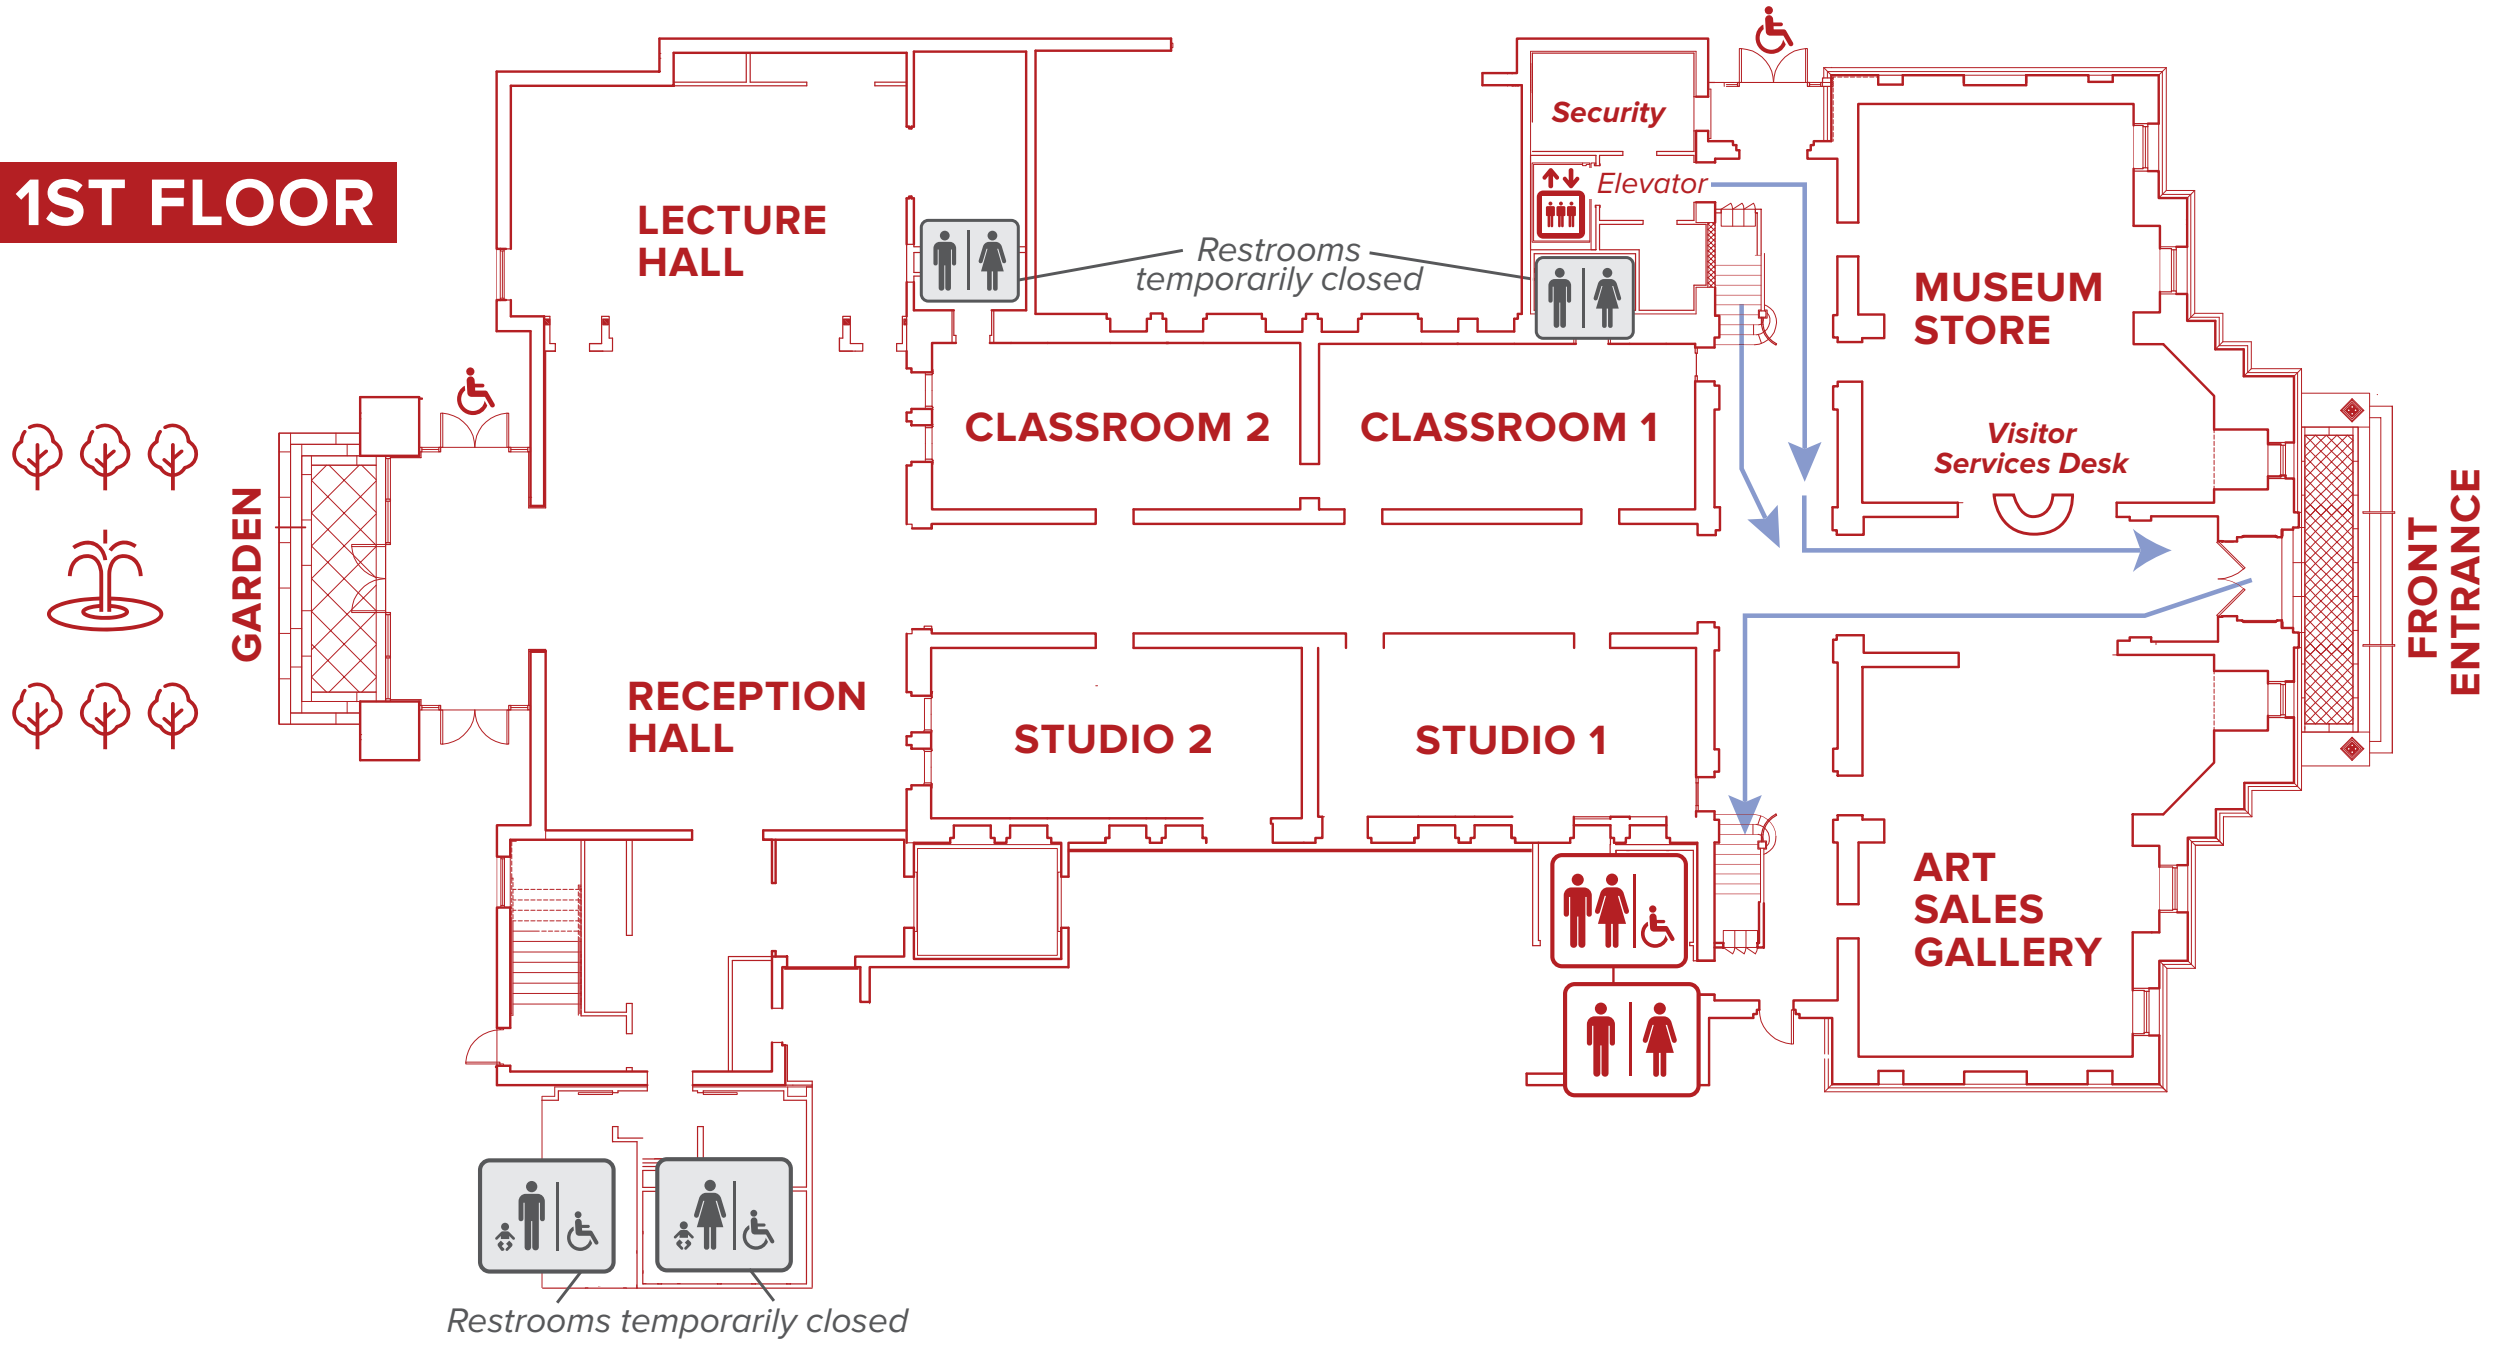 1ST FLOOR
LECTURE
HALL
Restrooms
temporarily closed
Security
Elevator
MUSEUM
STORE
CLASSROOM 2
CLASSROOM 1
Visitor
Services Desk
GARDEN
FRONT
ENTRANCE
RECEPTION
HALL
STUDIO 2
STUDIO 1
ART
SALES
GALLERY
Restrooms temporarily closed